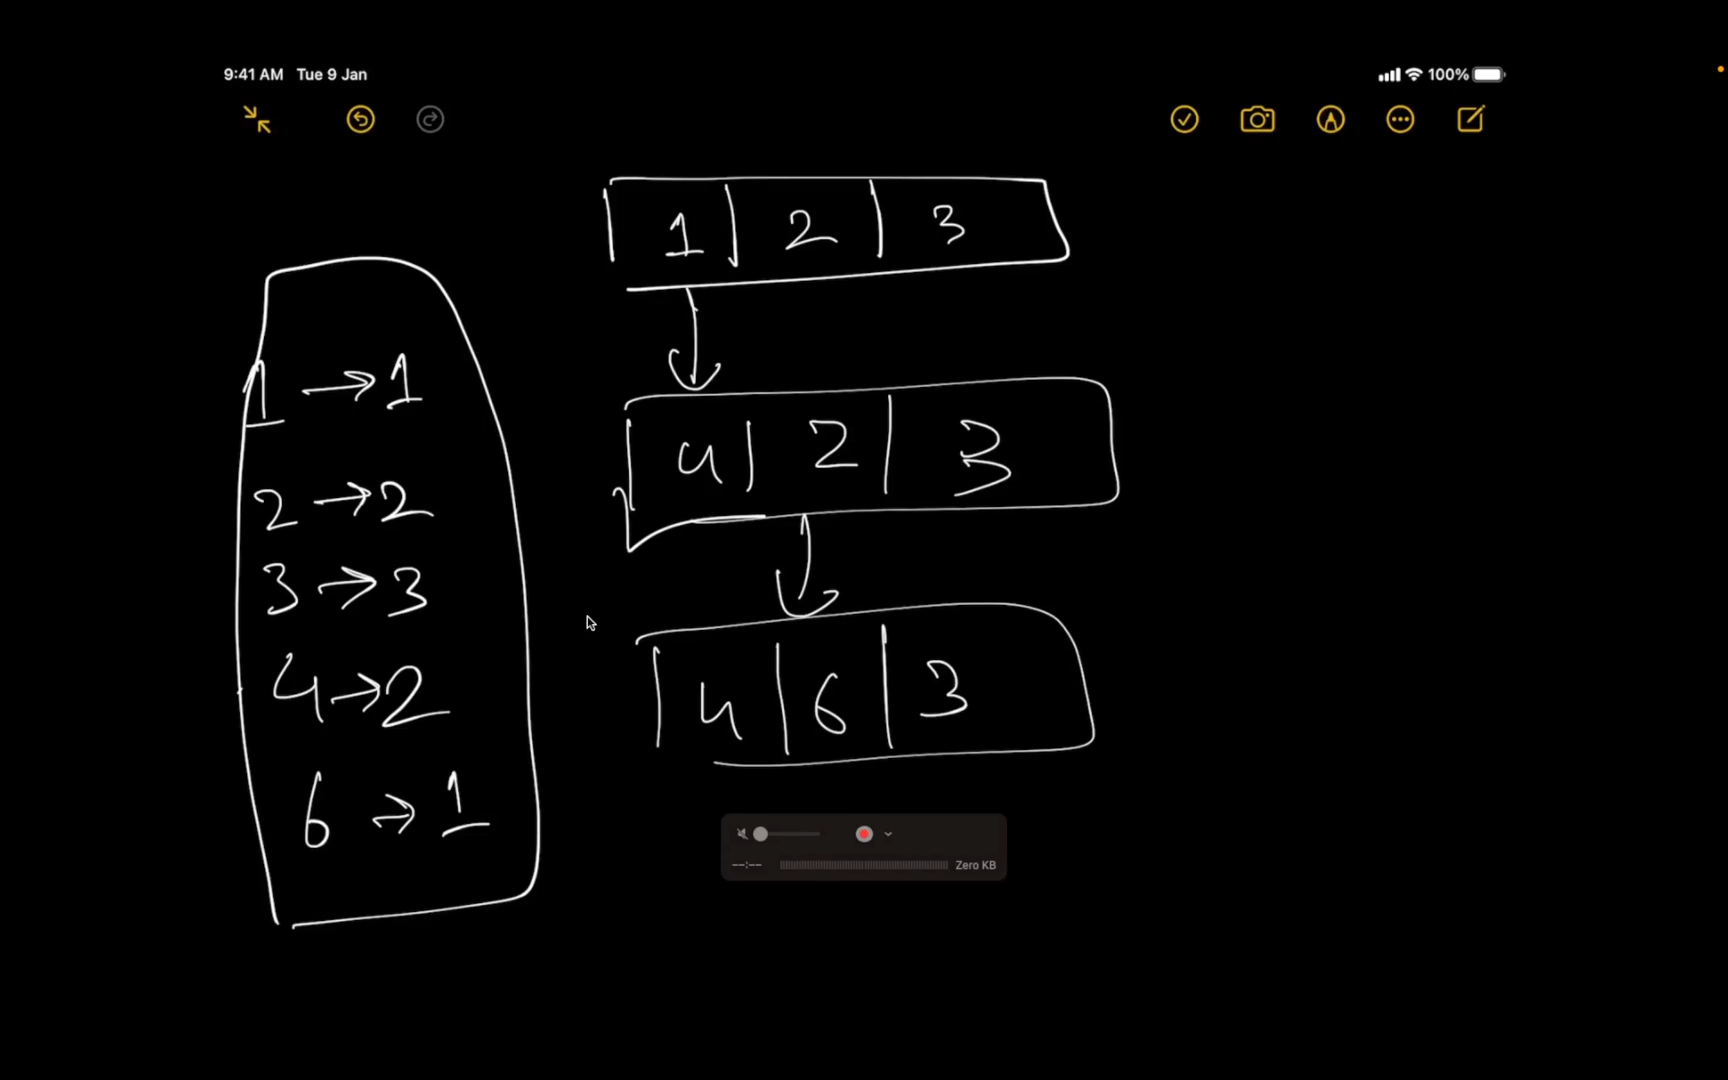 9:41 AM Tue 9 Jan
100%
1 2 3
1 → 1
4 2 3
2 → 2
3 → 3
4 → 2
4 6 3
6 → 1
--:--
Zero KB